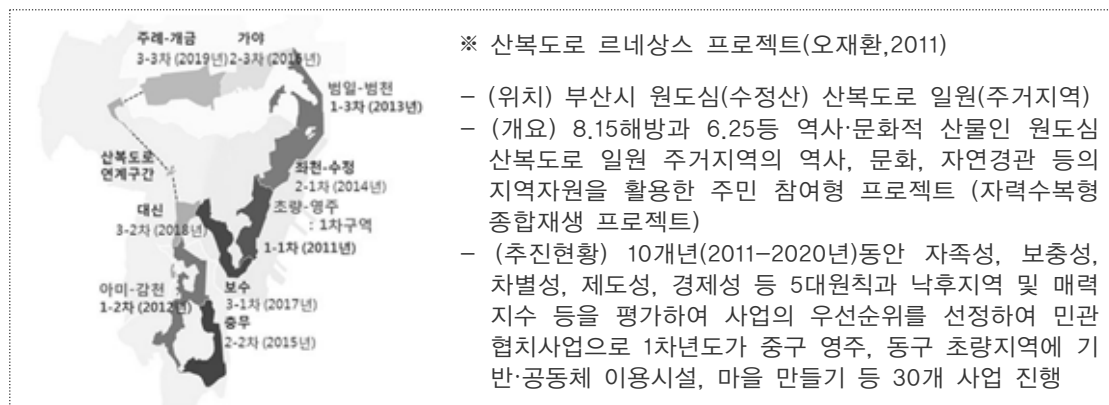 주례-개금
3-3차 (2019년)
가야
2-3차 (2016년)
범일-범천
1-3차 (2013년)
산복도로
연계구간
좌천-수정
2-1차 (2014년)
대신
3-2차 (2018년)
초량-영주
: 1차구역
1-1차 (2011년)
아미-감천
1-2차 (2012년)
보수
3-1차 (2017년)
충무
2-2차 (2015년)
※ 산복도로 르네상스 프로젝트(오재환,2011)
- (위치) 부산시 원도심(수정산) 산복도로 일원(주거지역)
- (개요) 8.15해방과 6.25등 역사·문화적 산물인 원도심
산복도로 일원 주거지역의 역사, 문화, 자연경관 등의
지역자원을 활용한 주민 참여형 프로젝트 (자력수복형
종합재생 프로젝트)
- (추진현황) 10개년(2011-2020년)동안 자족성, 보충성,
차별성, 제도성, 경제성 등 5대원칙과 낙후지역 및 매력
지수 등을 평가하여 사업의 우선순위를 선정하여 민관
협치사업으로 1차년도가 중구 영주, 동구 초량지역에 기
반·공동체 이용시설, 마을 만들기 등 30개 사업 진행